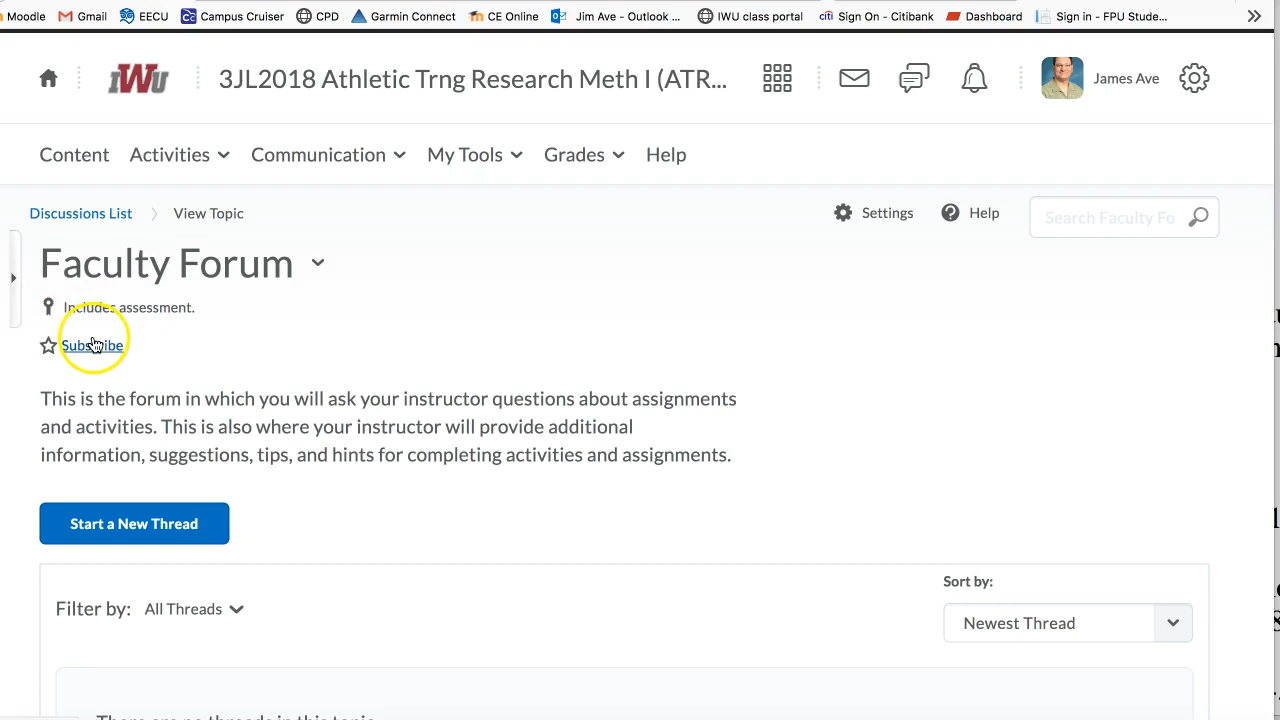 Moodle Gmail EECU Campus Cruiser CPD Garmin Connect CE Online Jim Ave - Outlook ... IWU class portal citi Sign On - Citibank Dashboard Sign in - FPU Stude...
IWU 3JL2018 Athletic Trng Research Meth I (ATR... James Ave
Content Activities Communication My Tools Grades Help
Discussions List View Topic Settings Help Search Faculty Fo
Faculty Forum
Includes assessment.
Subscribe
This is the forum in which you will ask your instructor questions about assignments
and activities. This is also where your instructor will provide additional
information, suggestions, tips, and hints for completing activities and assignments.
Start a New Thread
Sort by:
Filter by: All Threads
Newest Thread
There are no threads in this topic